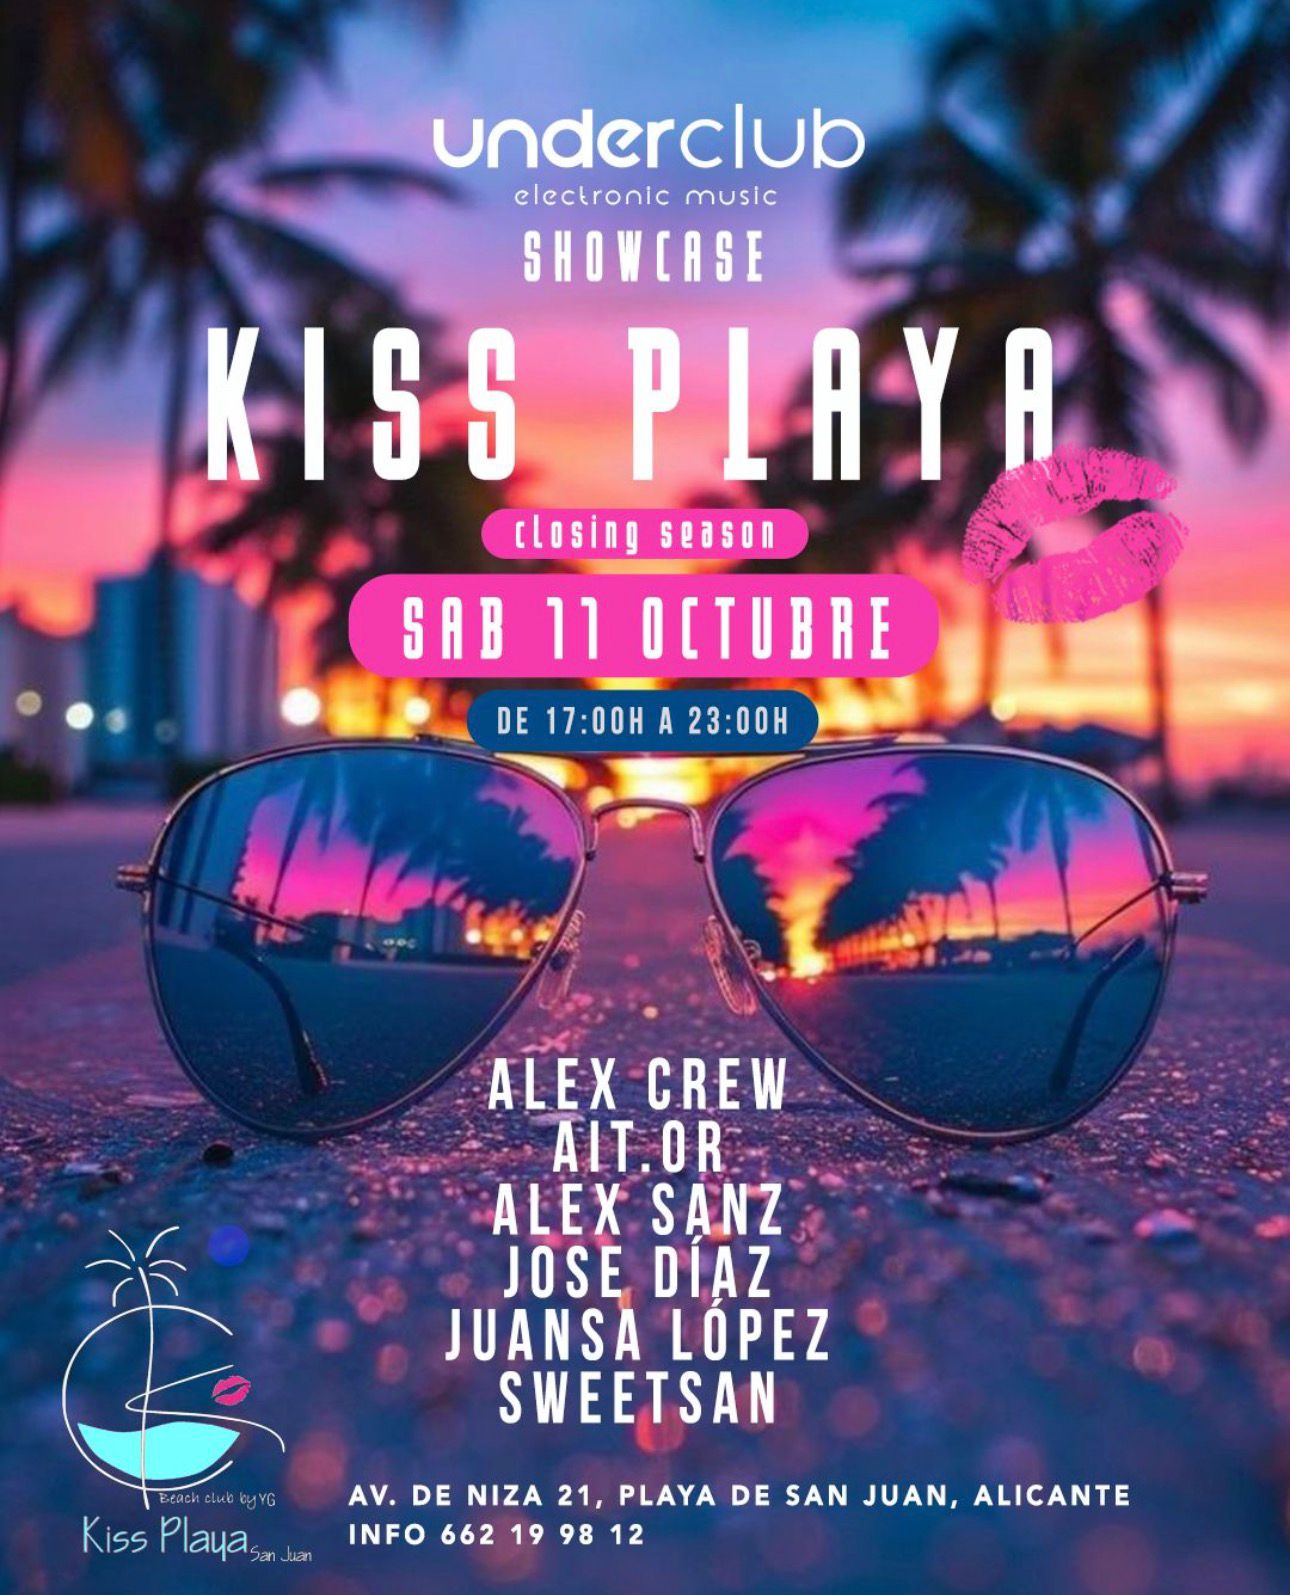 underclub
electronic music
SHOWCASE
KISS PLAYA
closing season
SAB 11 OCTUBRE
DE 17:00H A 23:00H
ALEX CREW
AIT.OR
ALEX SANZ
JOSE DÍAZ
JUANSA LÓPEZ
SWEETSAN
Beach club by YG
Kiss Playa San Juan
AV. DE NIZA 21, PLAYA DE SAN JUAN, ALICANTE
INFO 662 19 98 12